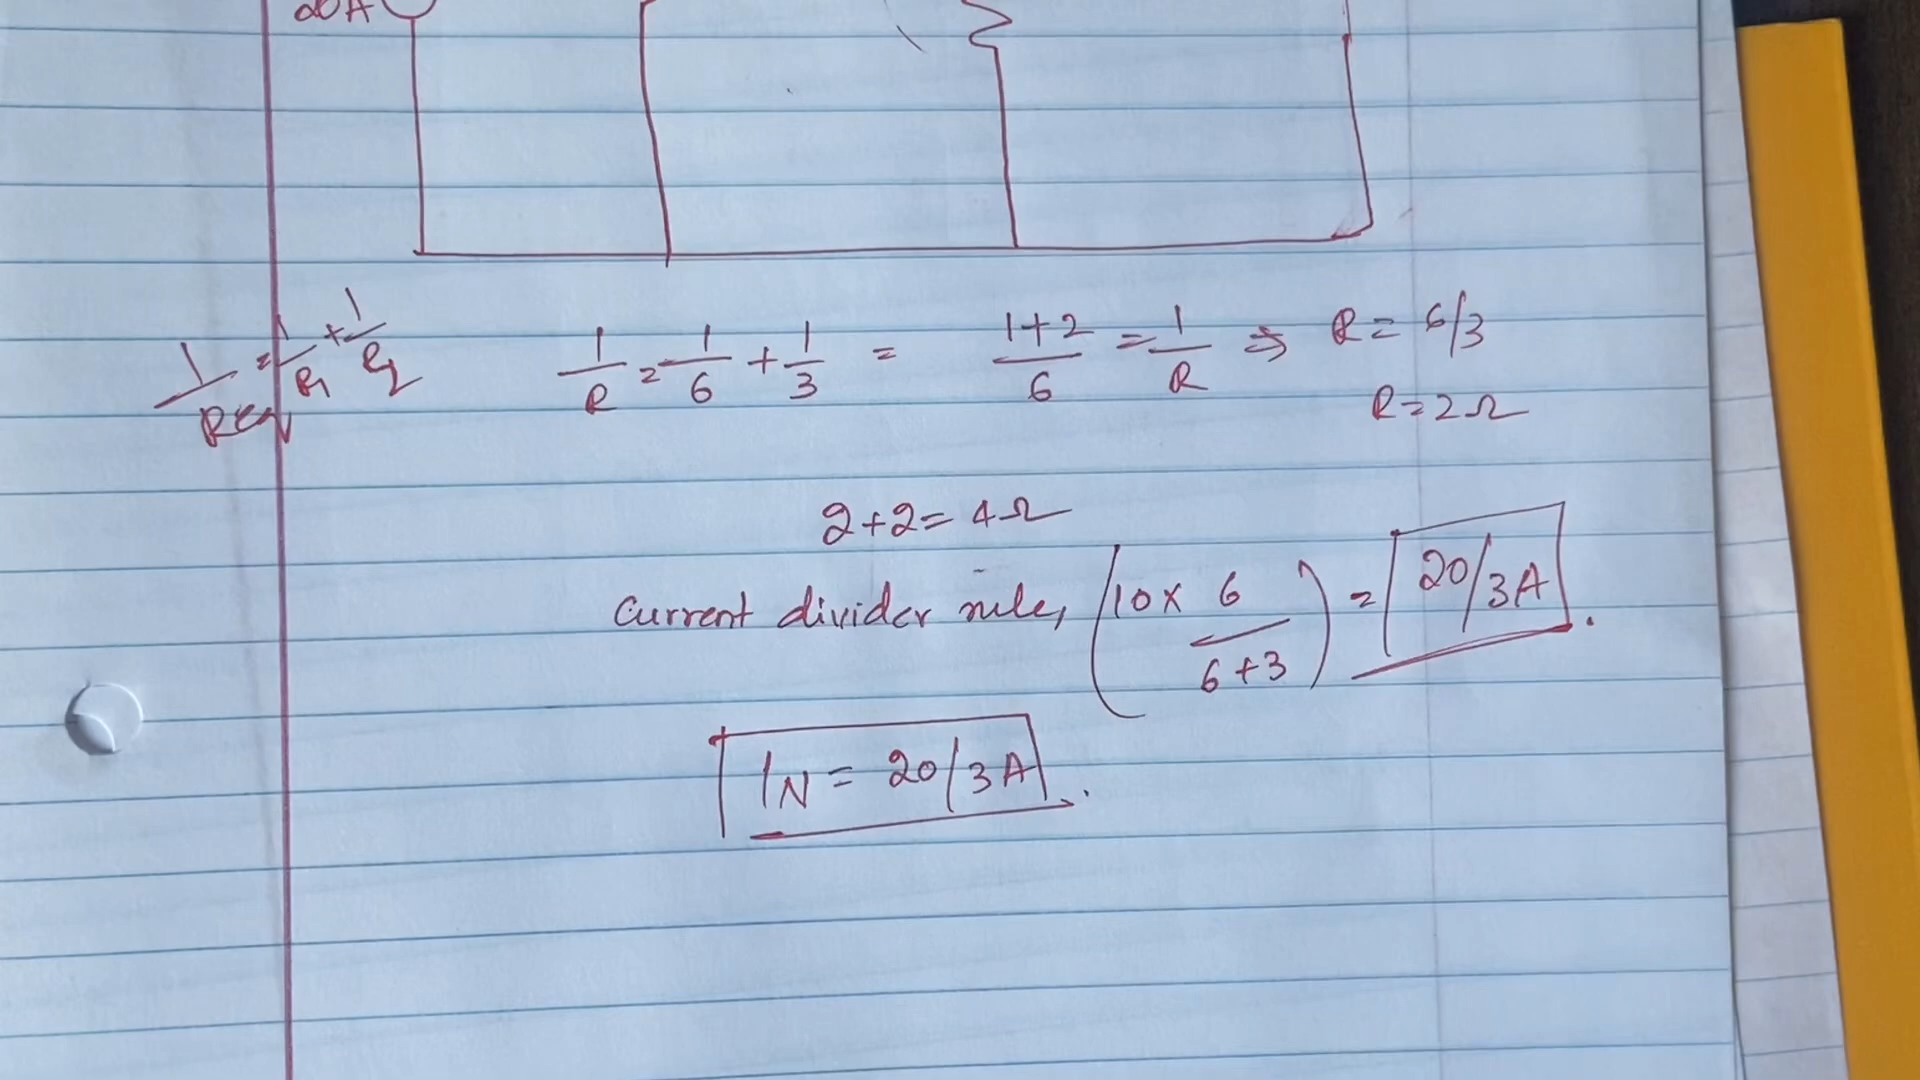 20A
1/Req = 1/R1 + 1/R2
1/R = 1/6 + 1/3 = (1+2)/6 = 1/R ⇒ R = 6/3
R = 2Ω
2+2 = 4Ω
Current divider rule, (10 × 6/(6+3)) = 20/3A.
IN = 20/3A.